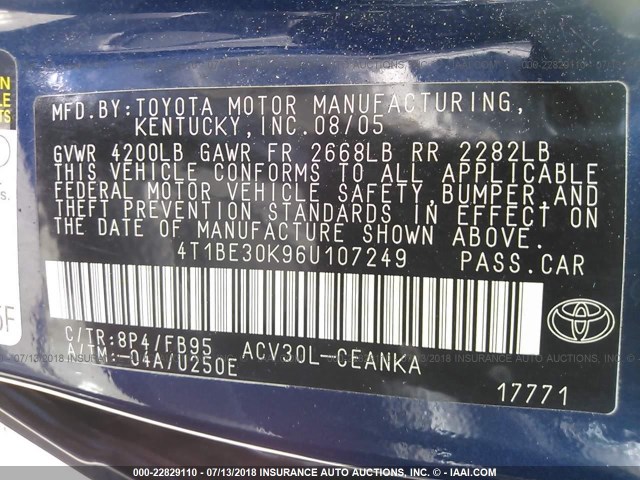 MFD.BY:TOYOTA MOTOR MANUFACTURING,
KENTUCKY,INC.08/05
GVWR 4200LB GAWR FR 2668LB RR 2282LB
THIS VEHICLE CONFORMS TO ALL APPLICABLE
FEDERAL MOTOR VEHICLE SAFETY,BUMPER,AND
THEFT PREVENTION STANDARDS IN EFFECT ON
THE DATE OF MANUFACTURE SHOWN ABOVE.
4T1BE30K96U107249 PASS.CAR
C/TR:8P4/FB95 ACV30L-CEANKA
-04A/U250E
17771
000-22829110 - 07/13/2018 INSURANCE AUTO AUCTIONS, INC. © - IAAI.COM